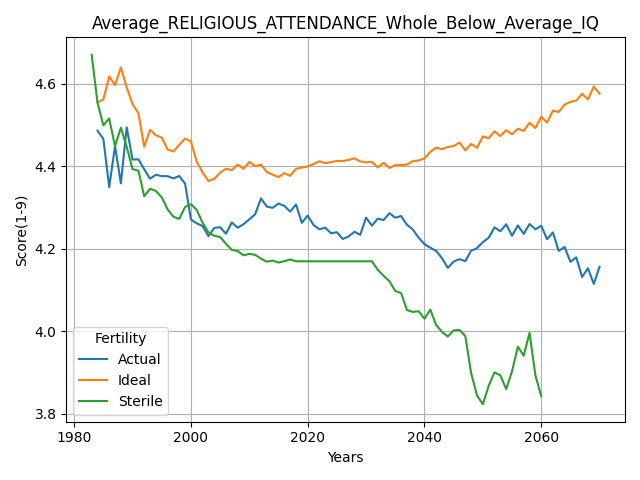 Average_RELIGIOUS_ATTENDANCE_Whole_Below_Average_IQ
Score(1-9)
4.6
4.4
4.2
4.0
3.8
Fertility
Actual
Ideal
Sterile
1980 2000 2020 2040 2060
Years